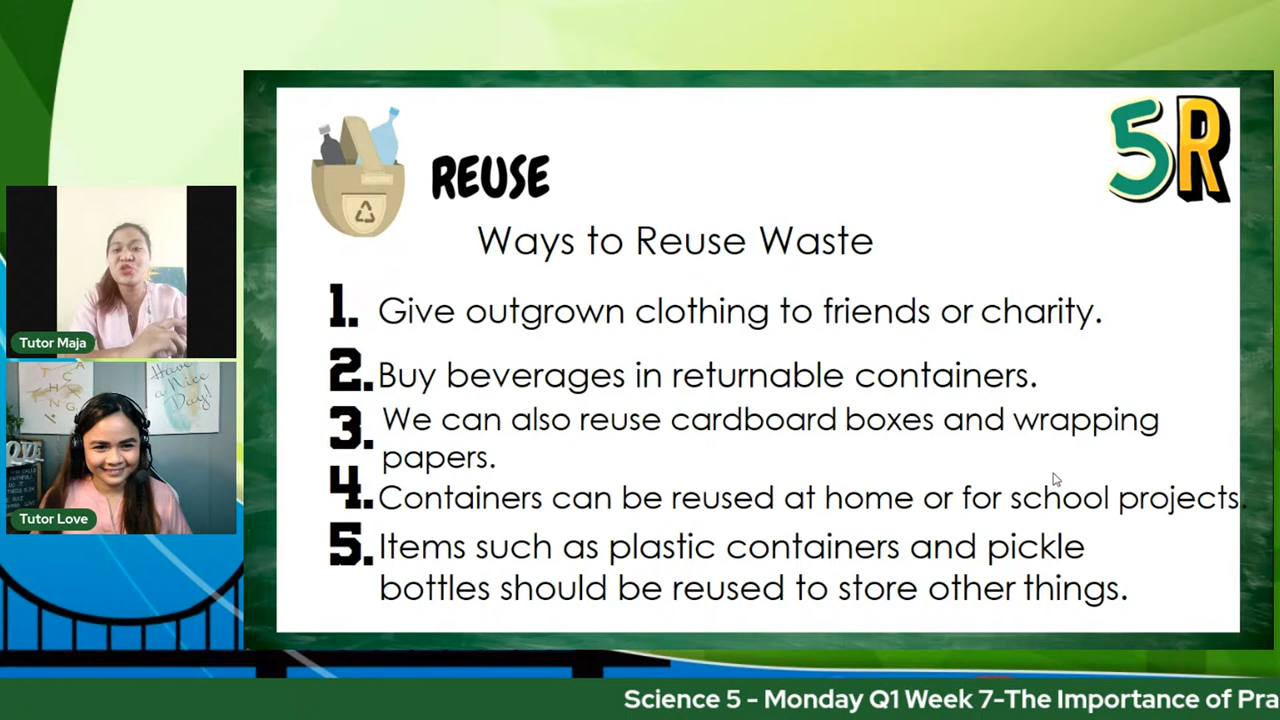 5R
REUSE
Ways to Reuse Waste
1. Give outgrown clothing to friends or charity.
2. Buy beverages in returnable containers.
3. We can also reuse cardboard boxes and wrapping
papers.
4. Containers can be reused at home or for school projects.
5. Items such as plastic containers and pickle
bottles should be reused to store other things.
Tutor Maja
Have
a Nice
Day!
Tutor Love
Science 5 - Monday Q1 Week 7-The Importance of Pra